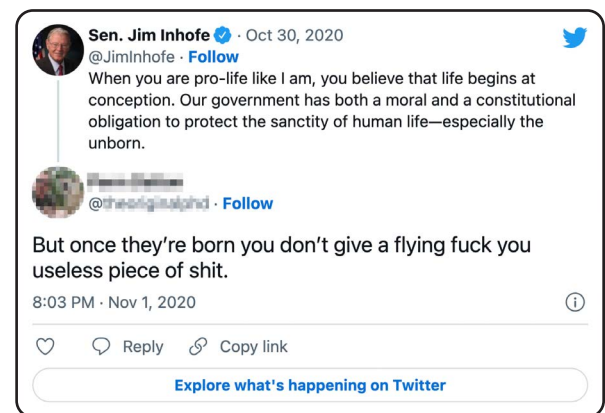 Sen. Jim Inhofe · Oct 30, 2020
@JimInhofe · Follow
When you are pro-life like I am, you believe that life begins at
conception. Our government has both a moral and a constitutional
obligation to protect the sanctity of human life—especially the
unborn.
@ · Follow
But once they're born you don't give a flying fuck you
useless piece of shit.
8:03 PM · Nov 1, 2020
Reply Copy link
Explore what's happening on Twitter